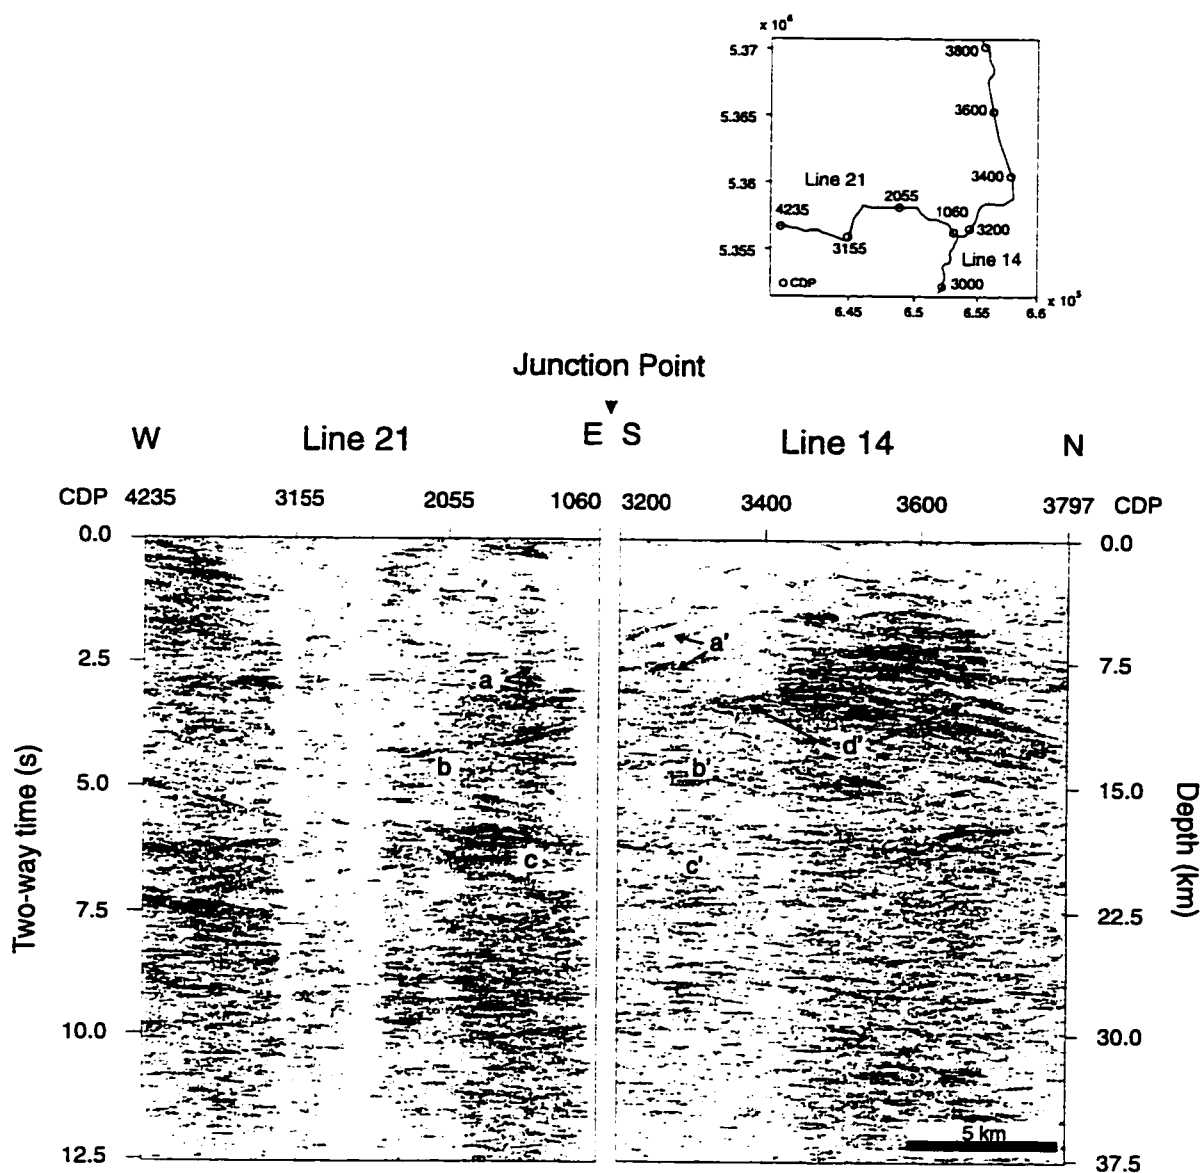 x 10⁶
5.37
3800
5.365
3600
5.36
Line 21
3400
4235
2055
1060
3200
5.355
3155
Line 14
CDP
3000
x 10⁵
6.45 6.5 6.55 6.6
Junction Point
W Line 21 E S Line 14 N
CDP 4235 3155 2055 1060 3200 3400 3600 3797 CDP
0.0 0.0
a'
2.5 7.5
a
d'
b b'
5.0 15.0
c c'
7.5 22.5
Two-way time (s)
Depth (km)
10.0 30.0
5 km
12.5 37.5